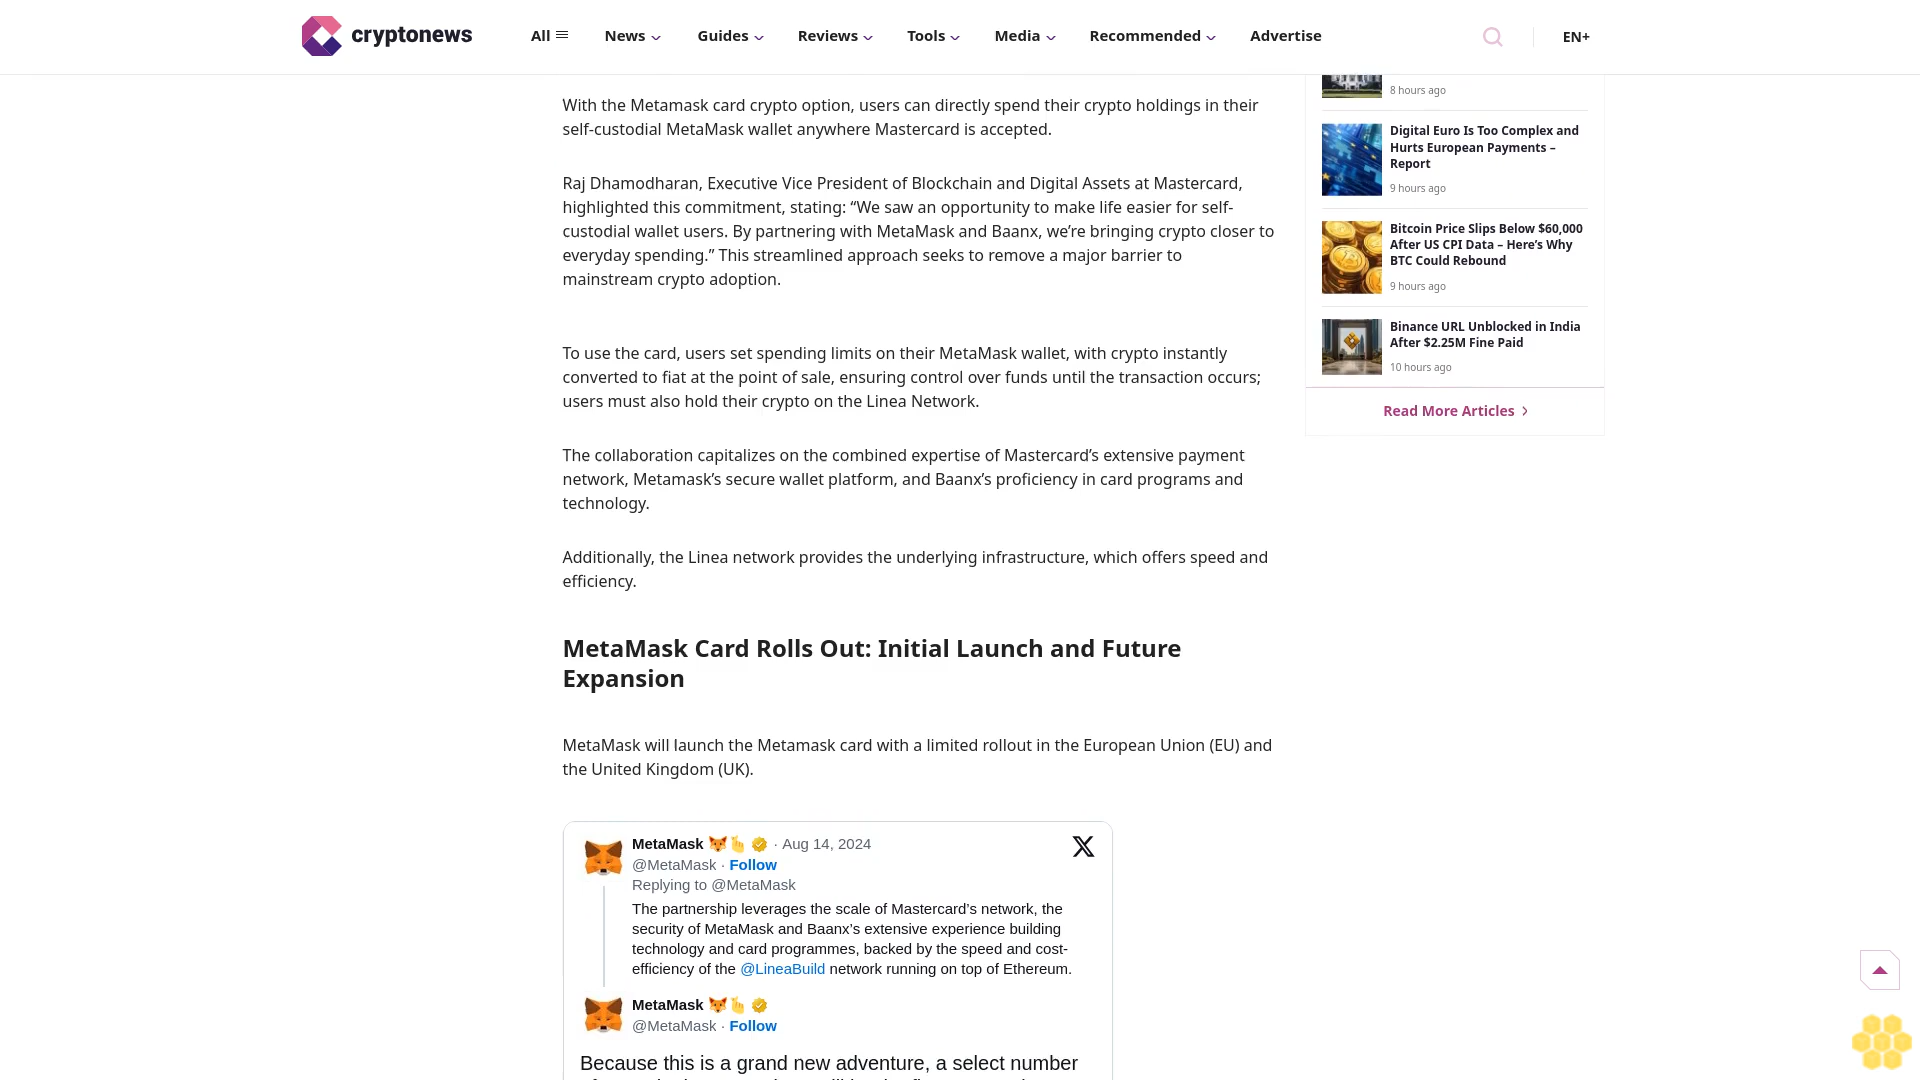 cryptonews
All
News
Guides
Reviews
Tools
Media
Recommended
Advertise
EN+
With the Metamask card crypto option, users can directly spend their crypto holdings in their
self-custodial MetaMask wallet anywhere Mastercard is accepted.
Raj Dhamodharan, Executive Vice President of Blockchain and Digital Assets at Mastercard,
highlighted this commitment, stating: “We saw an opportunity to make life easier for self-
custodial wallet users. By partnering with MetaMask and Baanx, we’re bringing crypto closer to
everyday spending.” This streamlined approach seeks to remove a major barrier to
mainstream crypto adoption.
To use the card, users set spending limits on their MetaMask wallet, with crypto instantly
converted to fiat at the point of sale, ensuring control over funds until the transaction occurs;
users must also hold their crypto on the Linea Network.
The collaboration capitalizes on the combined expertise of Mastercard’s extensive payment
network, Metamask’s secure wallet platform, and Baanx’s proficiency in card programs and
technology.
Additionally, the Linea network provides the underlying infrastructure, which offers speed and
efficiency.
MetaMask Card Rolls Out: Initial Launch and Future
Expansion
MetaMask will launch the Metamask card with a limited rollout in the European Union (EU) and
the United Kingdom (UK).
MetaMask 🦊🫰 · Aug 14, 2024
@MetaMask · Follow
Replying to @MetaMask
The partnership leverages the scale of Mastercard’s network, the
security of MetaMask and Baanx’s extensive experience building
technology and card programmes, backed by the speed and cost-
efficiency of the @LineaBuild network running on top of Ethereum.
MetaMask 🦊🫰
@MetaMask · Follow
Because this is a grand new adventure, a select number
8 hours ago
Digital Euro Is Too Complex and
Hurts European Payments –
Report
9 hours ago
Bitcoin Price Slips Below $60,000
After US CPI Data – Here’s Why
BTC Could Rebound
9 hours ago
Binance URL Unblocked in India
After $2.25M Fine Paid
10 hours ago
Read More Articles